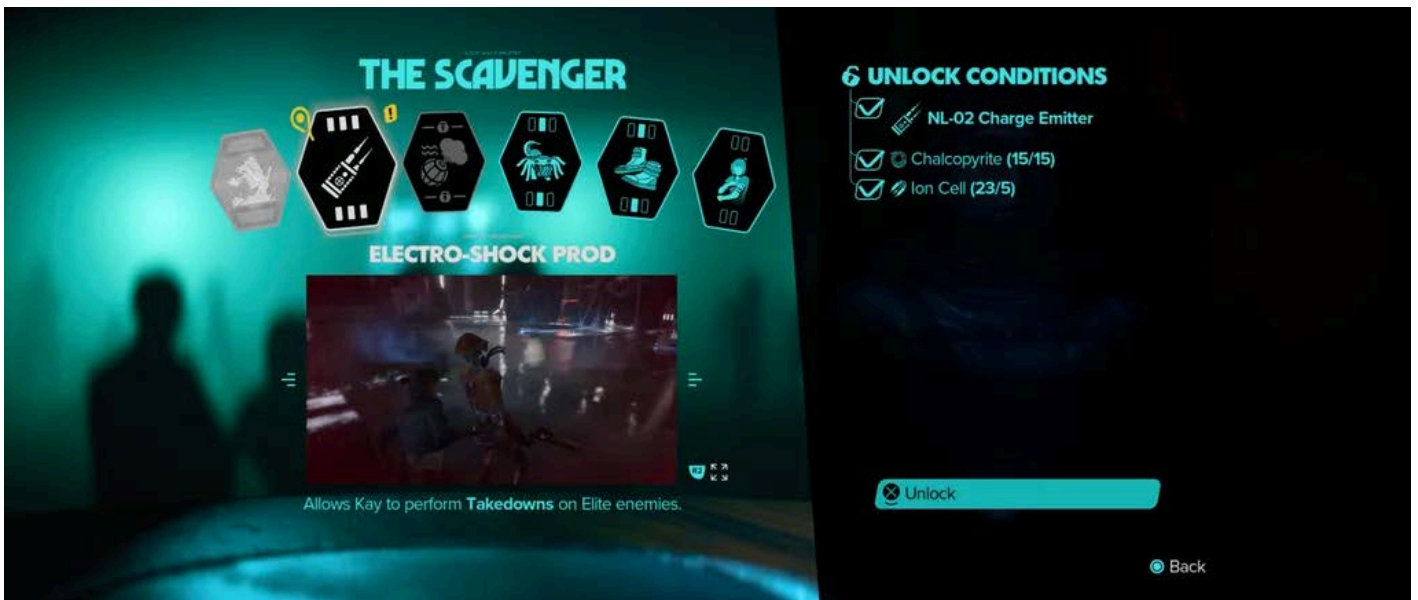 THE SCAVENGER
ELECTRO-SHOCK PROD
R2
Allows Kay to perform Takedowns on Elite enemies.
UNLOCK CONDITIONS
NL-02 Charge Emitter
Chalcopyrite (15/15)
Ion Cell (23/5)
Unlock
Back